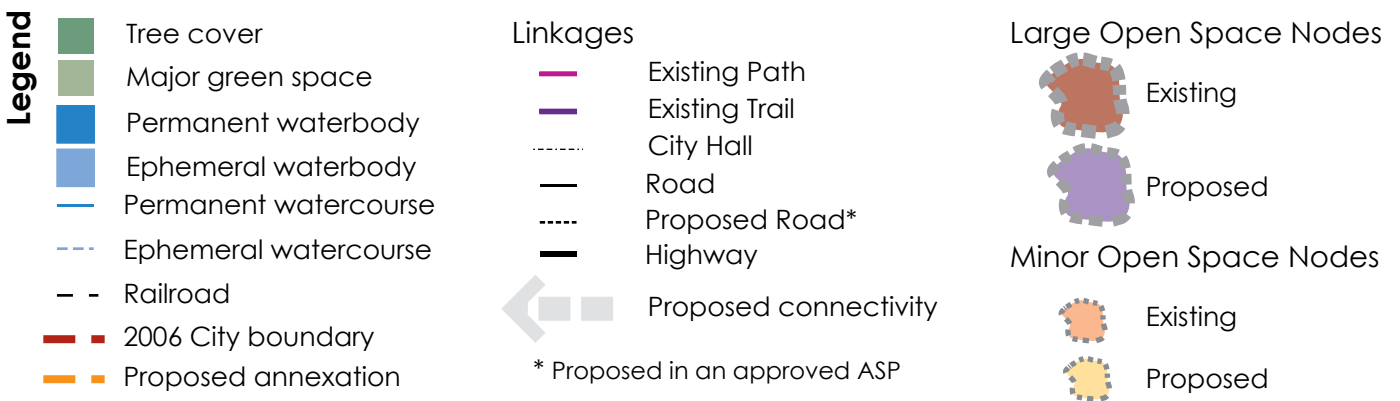 Legend
Tree cover
Major green space
Permanent waterbody
Ephemeral waterbody
Permanent watercourse
Ephemeral watercourse
Railroad
2006 City boundary
Proposed annexation
Linkages
Existing Path
Existing Trail
City Hall
Road
Proposed Road*
Highway
Proposed connectivity
* Proposed in an approved ASP
Large Open Space Nodes
Existing
Proposed
Minor Open Space Nodes
Existing
Proposed